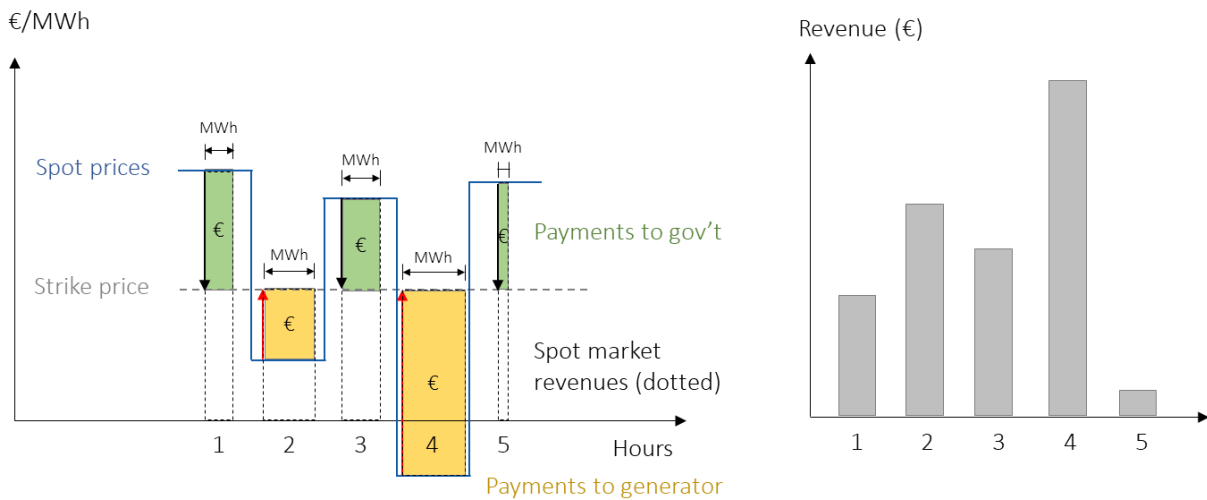 €/MWh
Revenue (€)
MWh
MWh
MWh
Spot prices
€
€
€
Payments to gov't
MWh
MWh
Strike price
€
€
Spot market
revenues (dotted)
1
2
3
4
5
Hours
Payments to generator
1
2
3
4
5